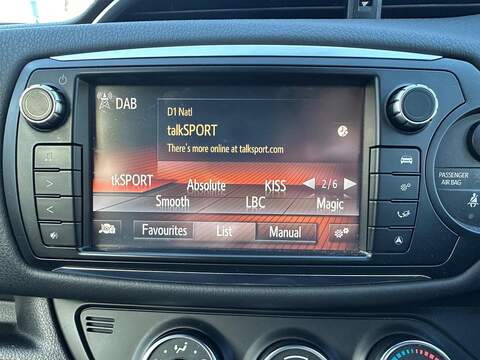 DAB
D1 Natl
talkSPORT
There's more online at talksport.com
tkSPORT Absolute KISS 2/6
Smooth LBC Magic
Favourites List Manual
PASSENGER
AIR BAG